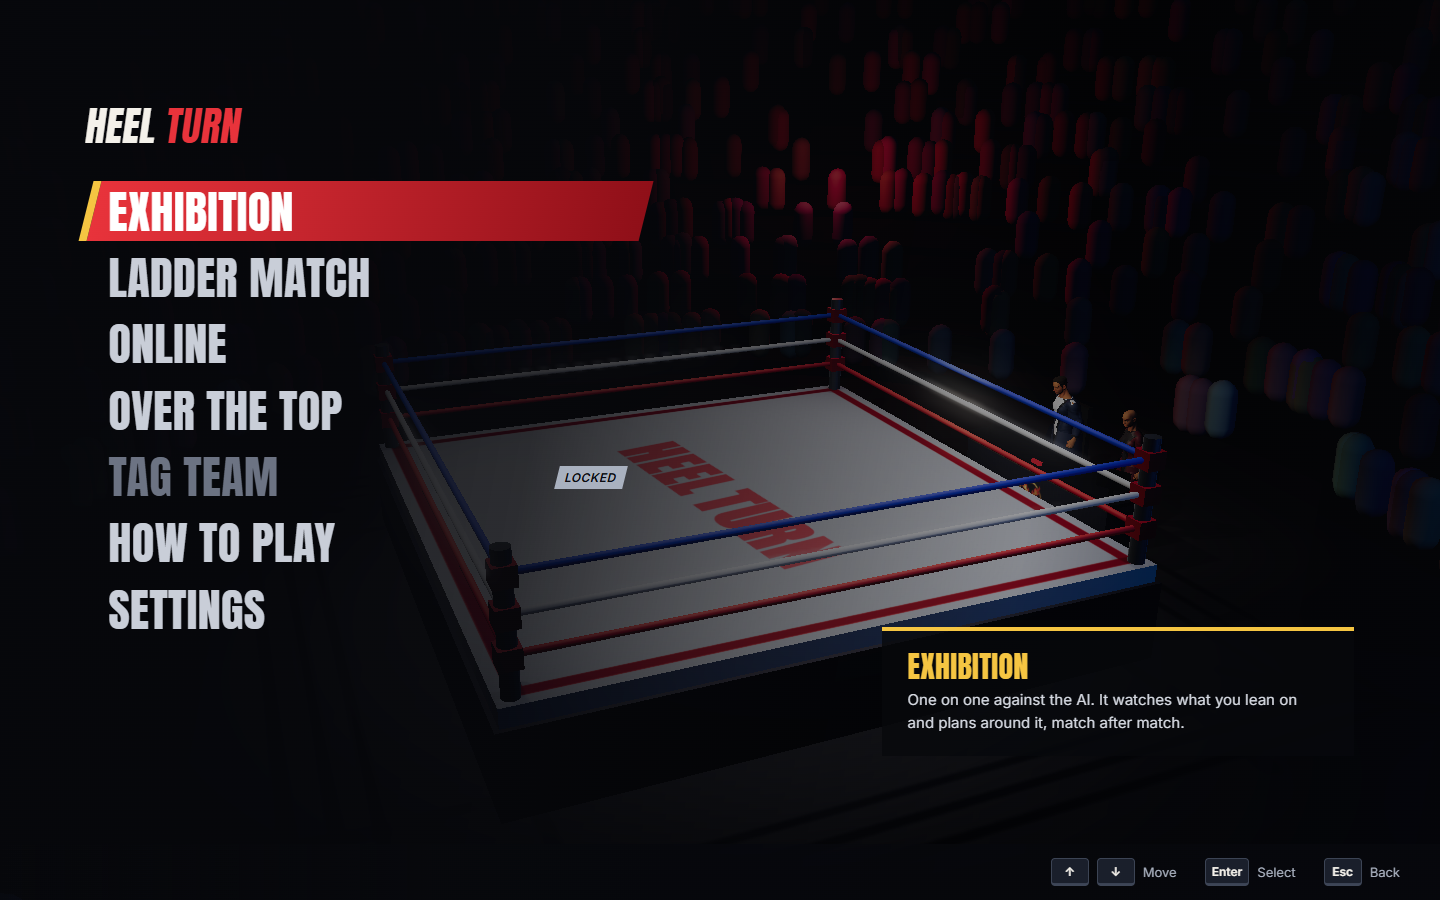 HEEL TURN
EXHIBITION
LADDER MATCH
ONLINE
OVER THE TOP
TAG TEAM
LOCKED
HOW TO PLAY
SETTINGS
HEEL TURN
EXHIBITION
One on one against the AI. It watches what you lean on
and plans around it, match after match.
↑ ↓ Move Enter Select Esc Back